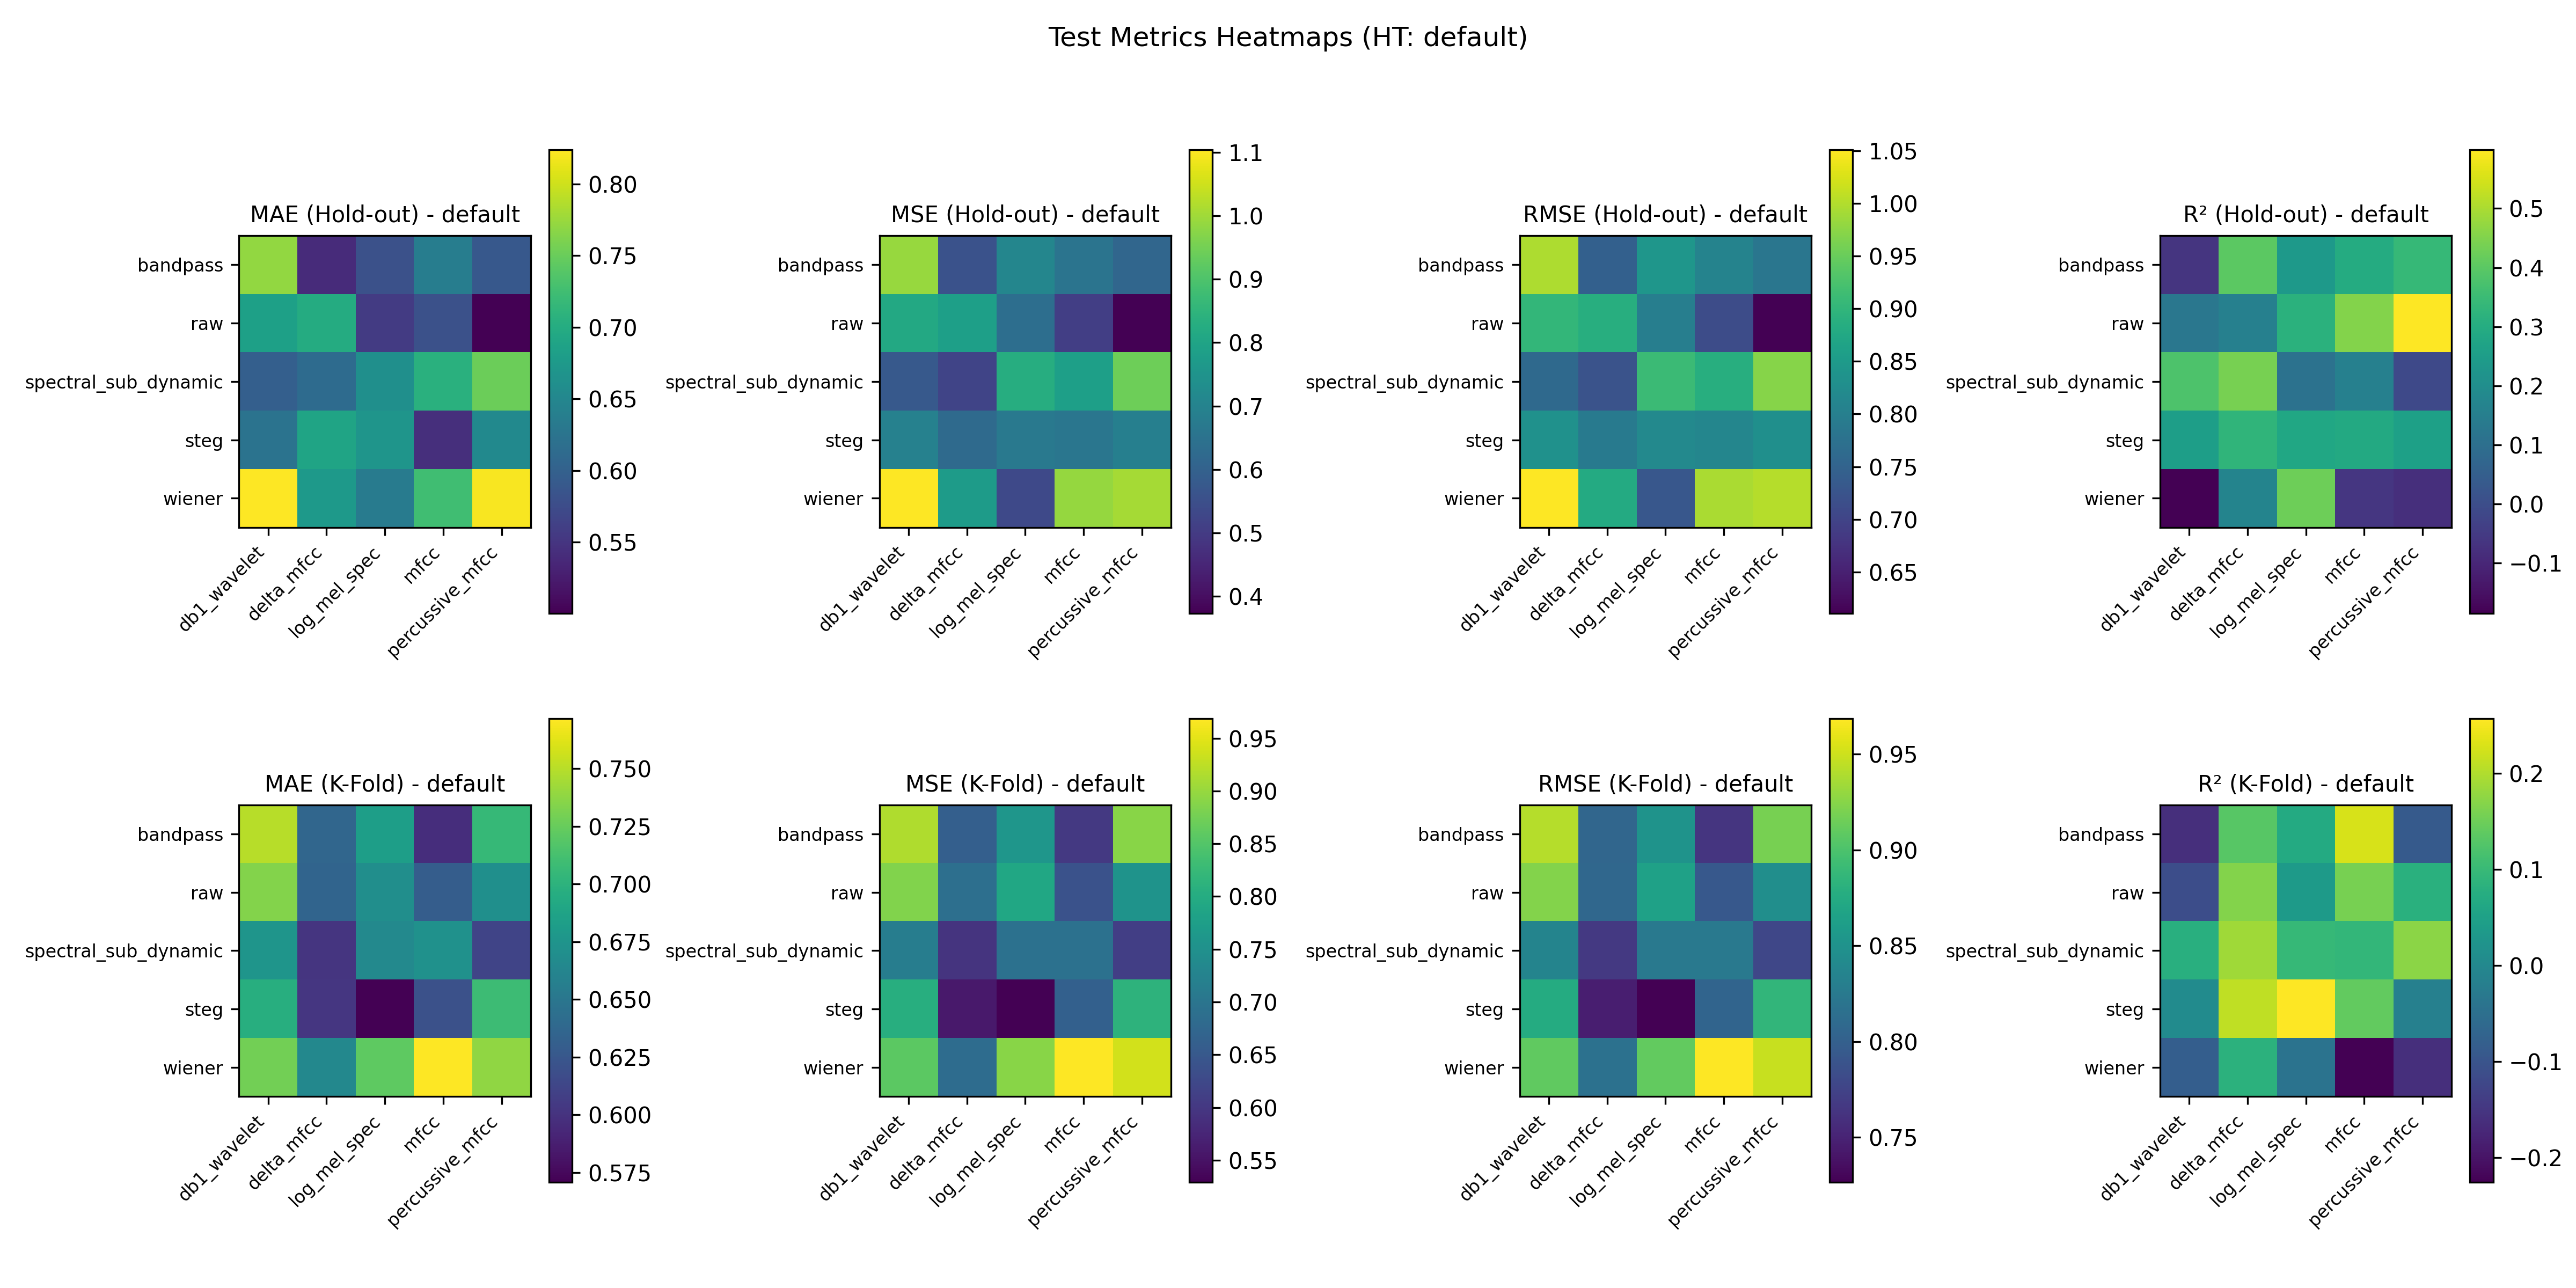 Test Metrics Heatmaps (HT: default)
MAE (Hold-out) - default
bandpass
raw
spectral_sub_dynamic
steg
wiener
db1_wavelet
delta_mfcc
log_mel_spec
mfcc
percussive_mfcc
0.80
0.75
0.70
0.65
0.60
0.55
MSE (Hold-out) - default
bandpass
raw
spectral_sub_dynamic
steg
wiener
db1_wavelet
delta_mfcc
log_mel_spec
mfcc
percussive_mfcc
1.1
1.0
0.9
0.8
0.7
0.6
0.5
0.4
RMSE (Hold-out) - default
bandpass
raw
spectral_sub_dynamic
steg
wiener
db1_wavelet
delta_mfcc
log_mel_spec
mfcc
percussive_mfcc
1.05
1.00
0.95
0.90
0.85
0.80
0.75
0.70
0.65
R² (Hold-out) - default
bandpass
raw
spectral_sub_dynamic
steg
wiener
db1_wavelet
delta_mfcc
log_mel_spec
mfcc
percussive_mfcc
0.5
0.4
0.3
0.2
0.1
0.0
−0.1
MAE (K-Fold) - default
bandpass
raw
spectral_sub_dynamic
steg
wiener
db1_wavelet
delta_mfcc
log_mel_spec
mfcc
percussive_mfcc
0.750
0.725
0.700
0.675
0.650
0.625
0.600
0.575
MSE (K-Fold) - default
bandpass
raw
spectral_sub_dynamic
steg
wiener
db1_wavelet
delta_mfcc
log_mel_spec
mfcc
percussive_mfcc
0.95
0.90
0.85
0.80
0.75
0.70
0.65
0.60
0.55
RMSE (K-Fold) - default
bandpass
raw
spectral_sub_dynamic
steg
wiener
db1_wavelet
delta_mfcc
log_mel_spec
mfcc
percussive_mfcc
0.95
0.90
0.85
0.80
0.75
R² (K-Fold) - default
bandpass
raw
spectral_sub_dynamic
steg
wiener
db1_wavelet
delta_mfcc
log_mel_spec
mfcc
percussive_mfcc
0.2
0.1
0.0
−0.1
−0.2